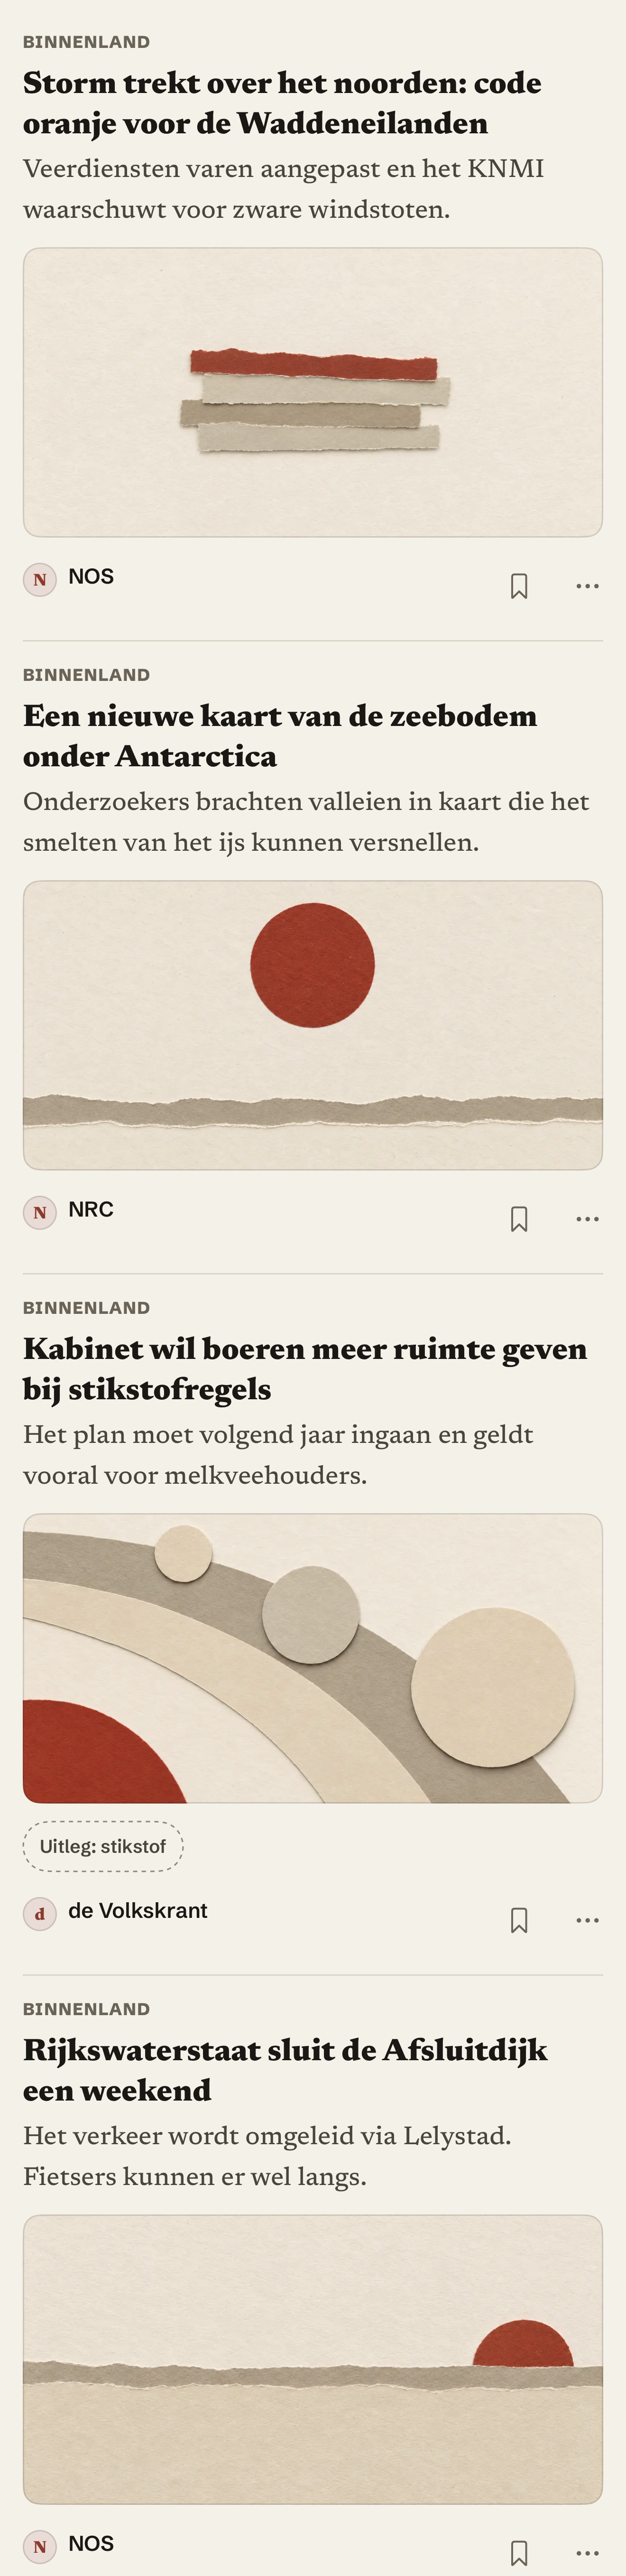 BINNENLAND
Storm trekt over het noorden: code
oranje voor de Waddeneilanden
Veerdiensten varen aangepast en het KNMI
waarschuwt voor zware windstoten.
N NOS
BINNENLAND
Een nieuwe kaart van de zeebodem
onder Antarctica
Onderzoekers brachten valleien in kaart die het
smelten van het ijs kunnen versnellen.
N NRC
BINNENLAND
Kabinet wil boeren meer ruimte geven
bij stikstofregels
Het plan moet volgend jaar ingaan en geldt
vooral voor melkveehouders.
Uitleg: stikstof
d de Volkskrant
BINNENLAND
Rijkswaterstaat sluit de Afsluitdijk
een weekend
Het verkeer wordt omgeleid via Lelystad.
Fietsers kunnen er wel langs.
N NOS